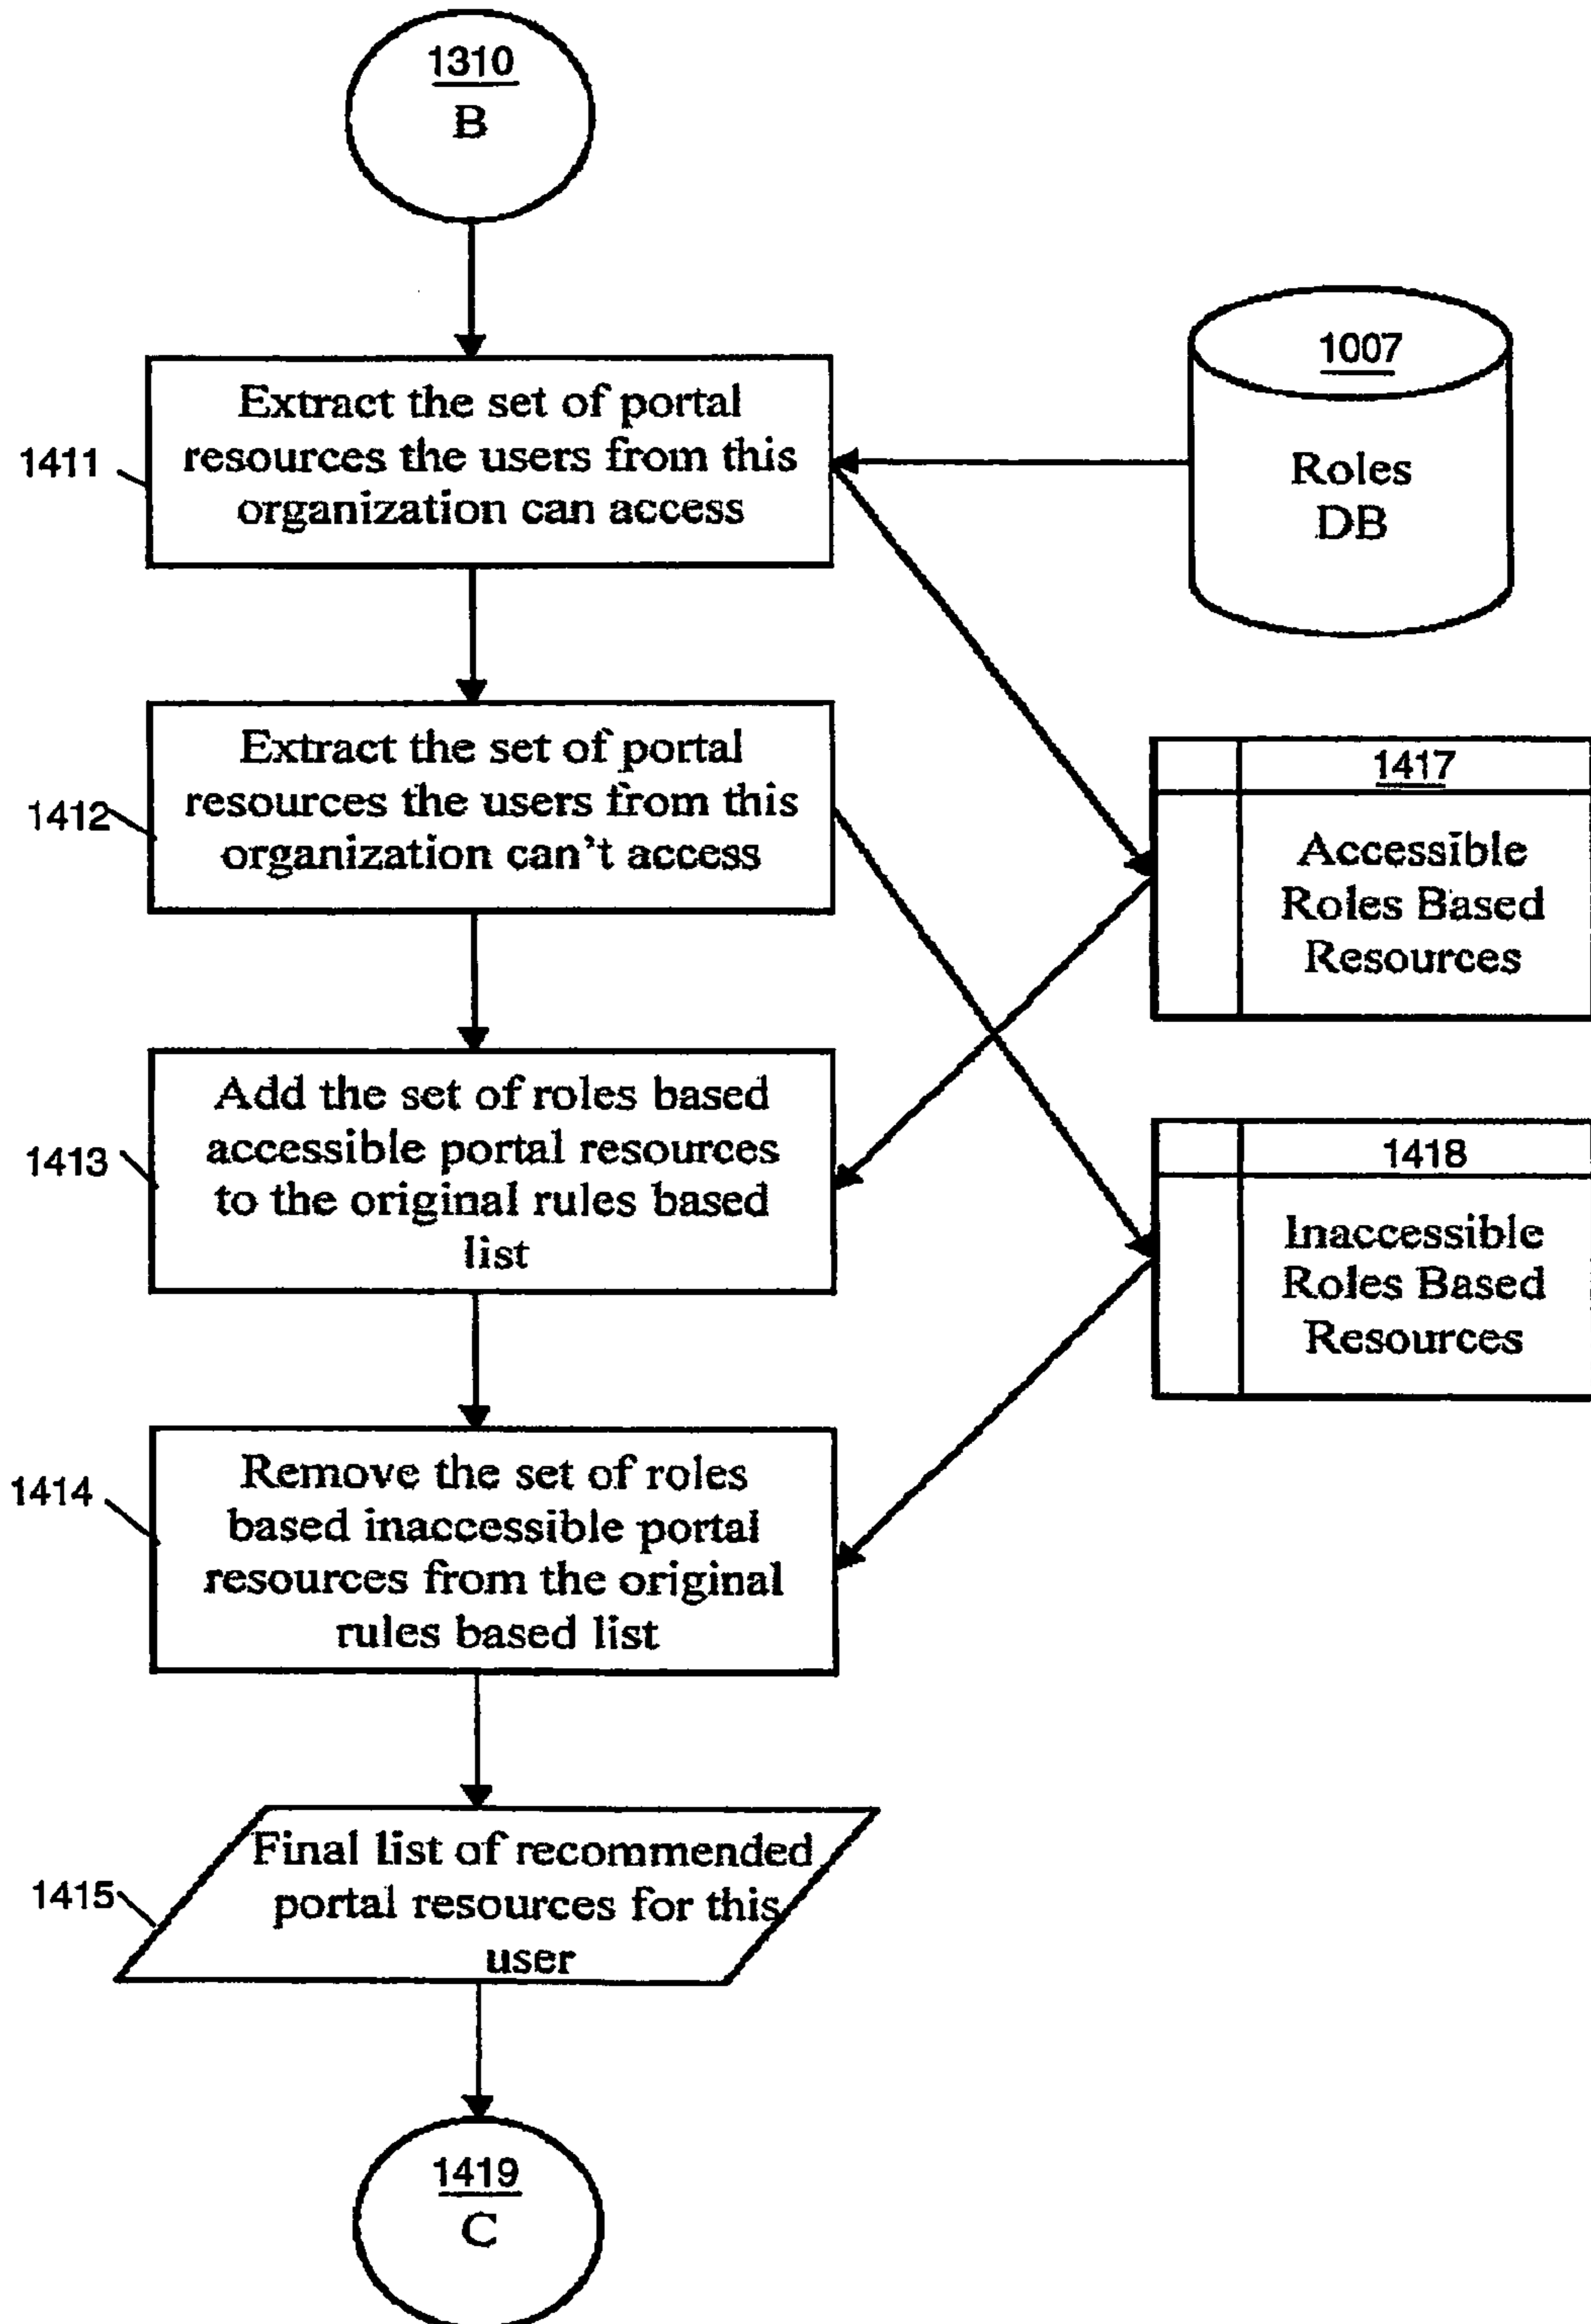 1310
B
1411
Extract the set of portal
resources the users from this
organization can access
1007
Roles
DB
1412
Extract the set of portal
resources the users from this
organization can't access
1417
Accessible
Roles Based
Resources
1413
Add the set of roles based
accessible portal resources
to the original rules based
list
1418
Inaccessible
Roles Based
Resources
1414
Remove the set of roles
based inaccessible portal
resources from the original
rules based list
1415
Final list of recommended
portal resources for this
user
1419
C